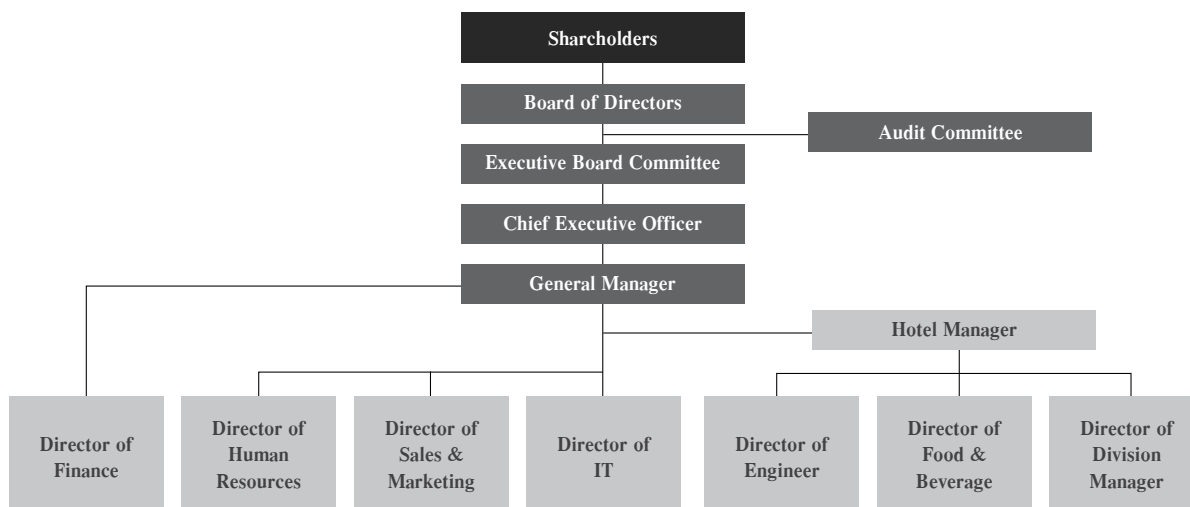 Sharcholders
Board of Directors
Audit Committee
Executive Board Committee
Chief Executive Officer
General Manager
Hotel Manager
Director of
Finance
Director of
Human
Resources
Director of
Sales &
Marketing
Director of
IT
Director of
Engineer
Director of
Food &
Beverage
Director of
Division
Manager